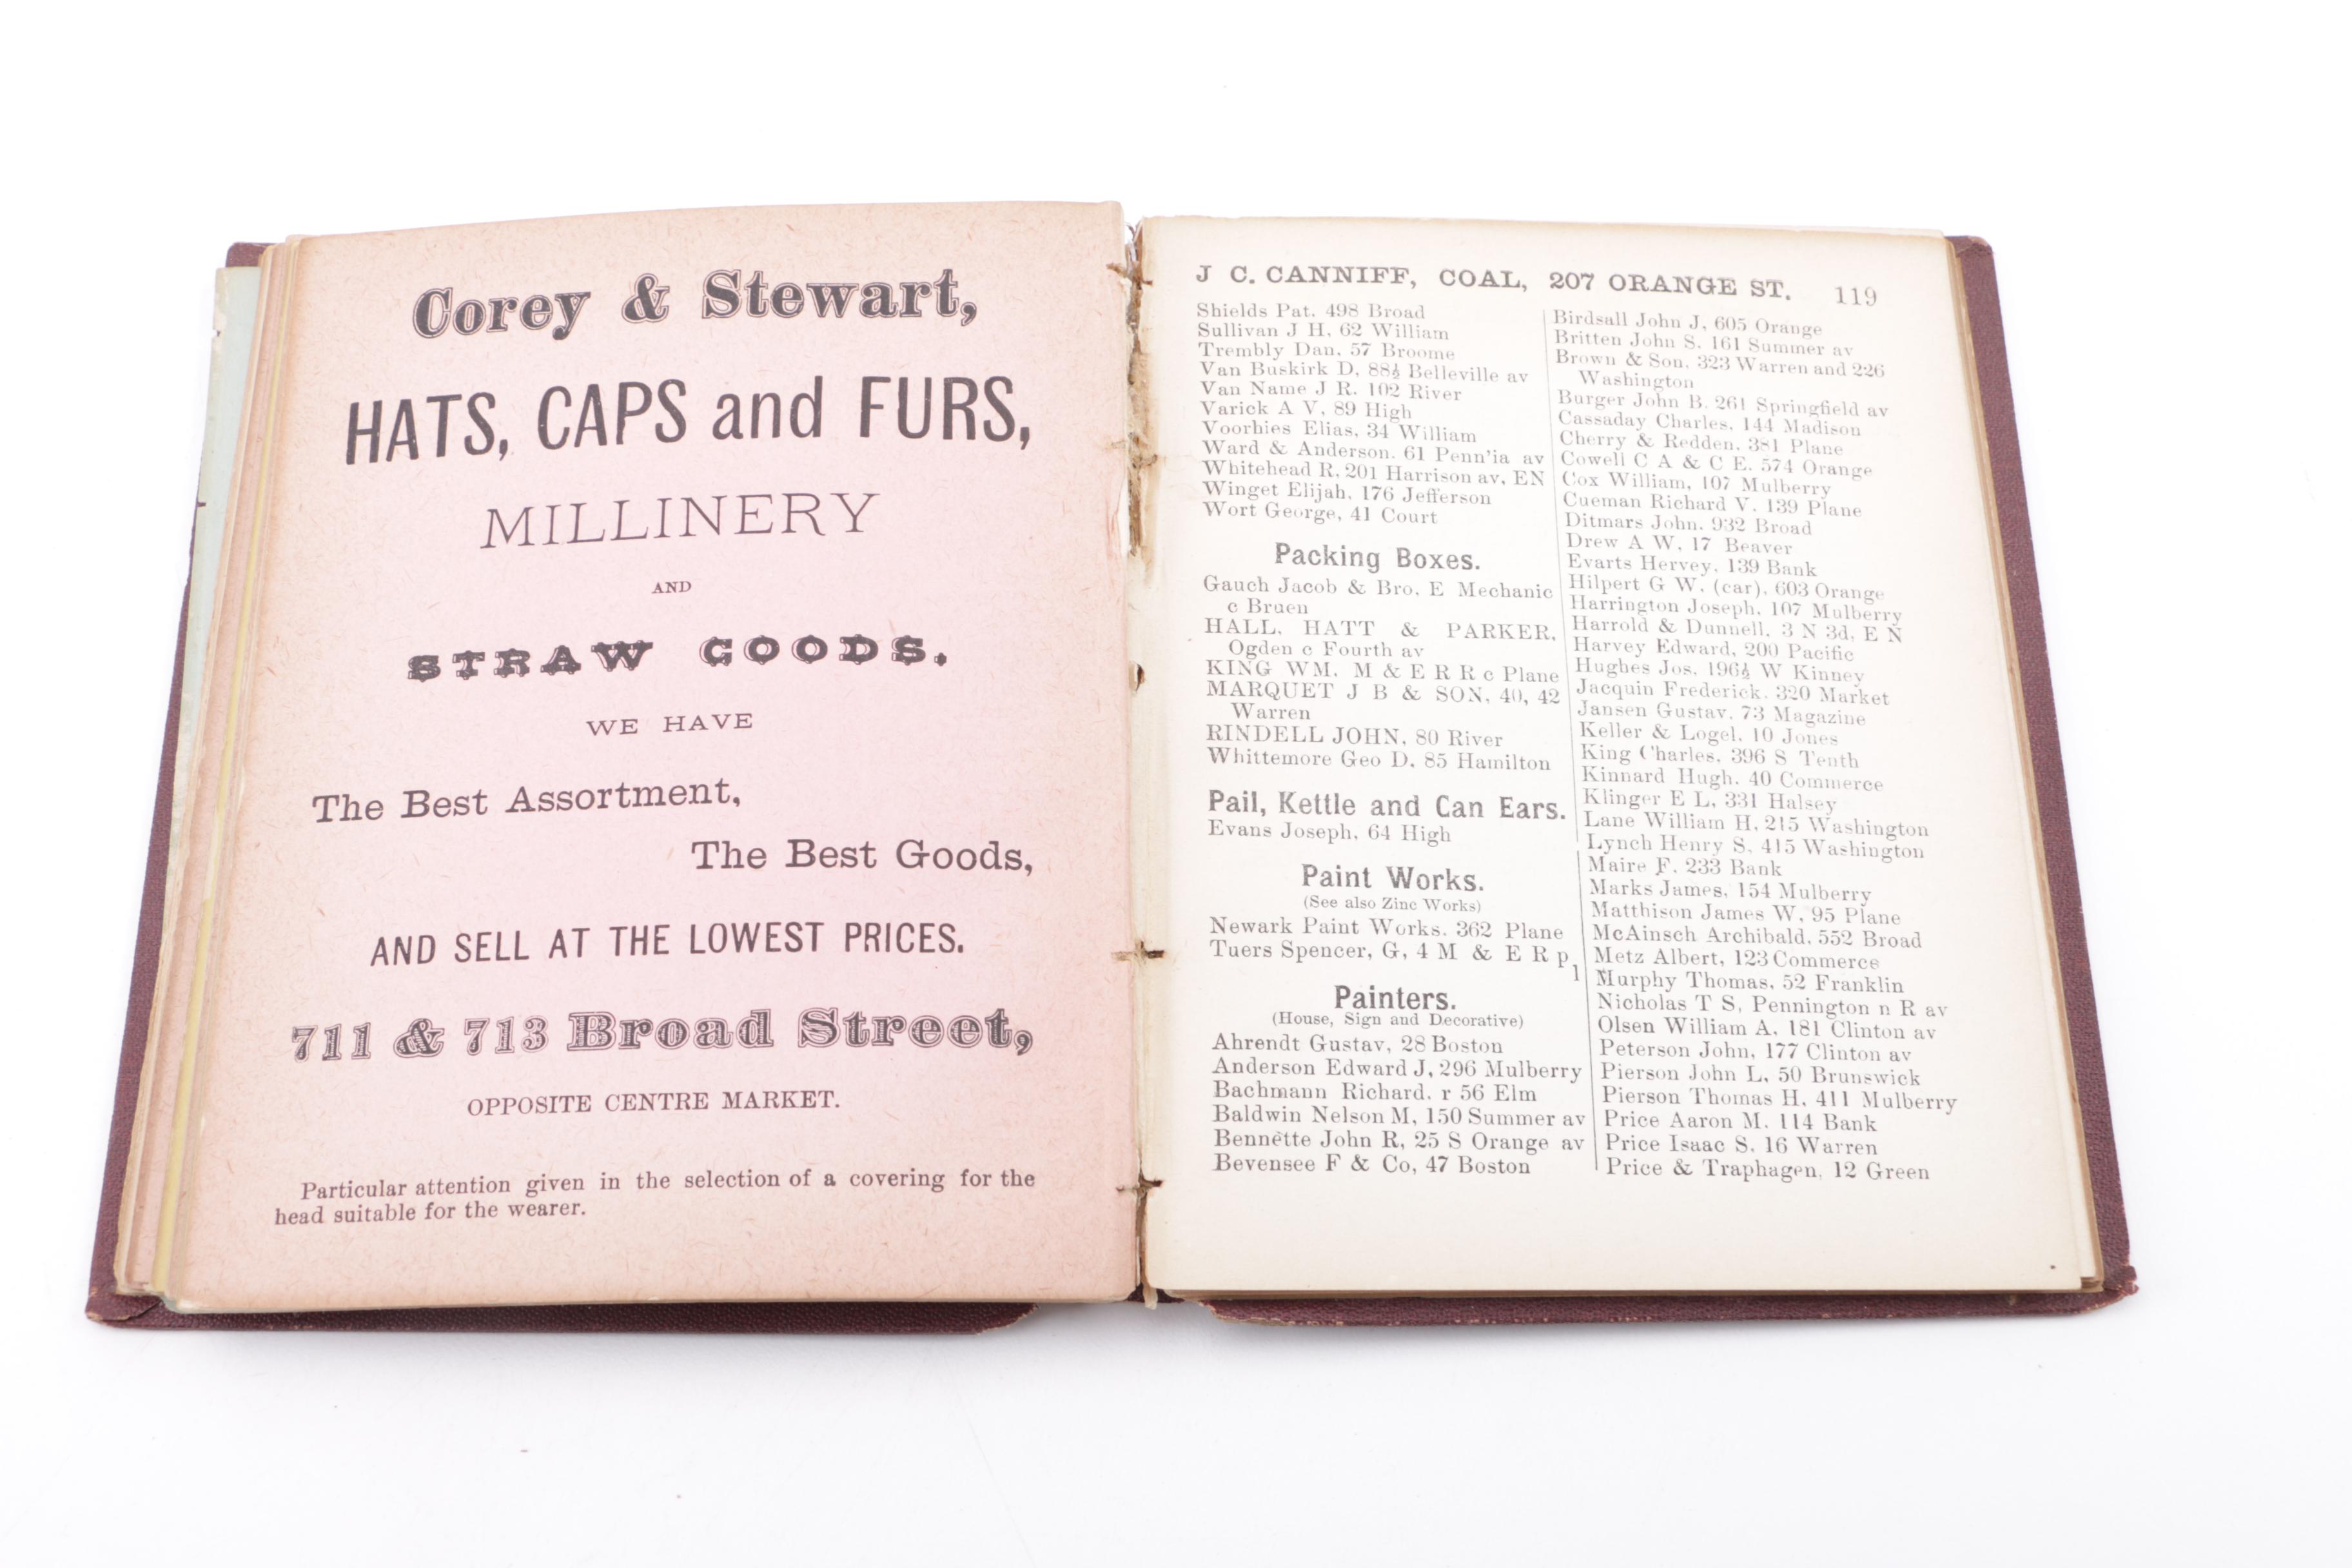 Corey & Stewart,
HATS, CAPS and FURS,
MILLINERY
AND
STRAW GOODS.
WE HAVE
The Best Assortment,
The Best Goods,
AND SELL AT THE LOWEST PRICES.
711 & 713 Broad Street,
OPPOSITE CENTRE MARKET.
Particular attention given in the selection of a covering for the
head suitable for the wearer.
J C. CANNIFF, COAL, 207 ORANGE ST. 119
Shields Pat. 498 Broad
Sullivan J H, 62 William
Trembly Dan. 57 Broome
Van Buskirk D, 88½ Belleville av
Van Name J R. 102 River
Varick A V, 89 High
Voorhies Elias, 34 William
Ward & Anderson. 61 Penn'ia av
Whitehead R, 201 Harrison av, EN
Winget Elijah, 176 Jefferson
Wort George, 41 Court
Packing Boxes.
Gauch Jacob & Bro. E Mechanic
c Bruen
HALL, HATT & PARKER,
Ogden c Fourth av
KING WM. M & E R R c Plane
MARQUET J B & SON, 40, 42
Warren
RINDELL JOHN, 80 River
Whittemore Geo D. 85 Hamilton
Pail, Kettle and Can Ears.
Evans Joseph, 64 High
Paint Works.
(See also Zinc Works)
Newark Paint Works. 362 Plane
Tuers Spencer, G, 4 M & E R p
l
Painters.
(House, Sign and Decorative)
Ahrendt Gustav, 28 Boston
Anderson Edward J, 296 Mulberry
Bachmann Richard. r 56 Elm
Baldwin Nelson M, 150 Summer av
Bennette John R, 25 S Orange av
Bevensee F & Co, 47 Boston
Birdsall John J, 605 Orange
Britten John S. 161 Summer av
Brown & Son. 323 Warren and 226
Washington
Burger John B. 261 Springfield av
Cassaday Charles, 144 Madison
Cherry & Redden, 381 Plane
Cowell C A & C E. 574 Orange
Cox William, 107 Mulberry
Cueman Richard V. 139 Plane
Ditmars John. 932 Broad
Drew A W, 17 Beaver
Evarts Hervey, 139 Bank
Hilpert G W, (car), 603 Orange
Harrington Joseph, 107 Mulberry
Harrold & Dunnell, 3 N 3d, E N
Harvey Edward, 200 Pacific
Hughes Jos. 196½ W Kinney
Jacquin Frederick. 320 Market
Jansen Gustav. 73 Magazine
Keller & Logel. 10 Jones
King Charles. 396 S Tenth
Kinnard Hugh. 40 Commerce
Klinger E L, 331 Halsey
Lane William H, 215 Washington
Lynch Henry S, 415 Washington
Maire F. 233 Bank
Marks James, 154 Mulberry
Matthison James W, 95 Plane
McAinsch Archibald, 552 Broad
Metz Albert, 123 Commerce
Murphy Thomas. 52 Franklin
Nicholas T S, Pennington n R av
Olsen William A. 181 Clinton av
Peterson John, 177 Clinton av
Pierson John L, 50 Brunswick
Pierson Thomas H, 411 Mulberry
Price Aaron M. 114 Bank
Price Isaac S. 16 Warren
Price & Traphagen, 12 Green